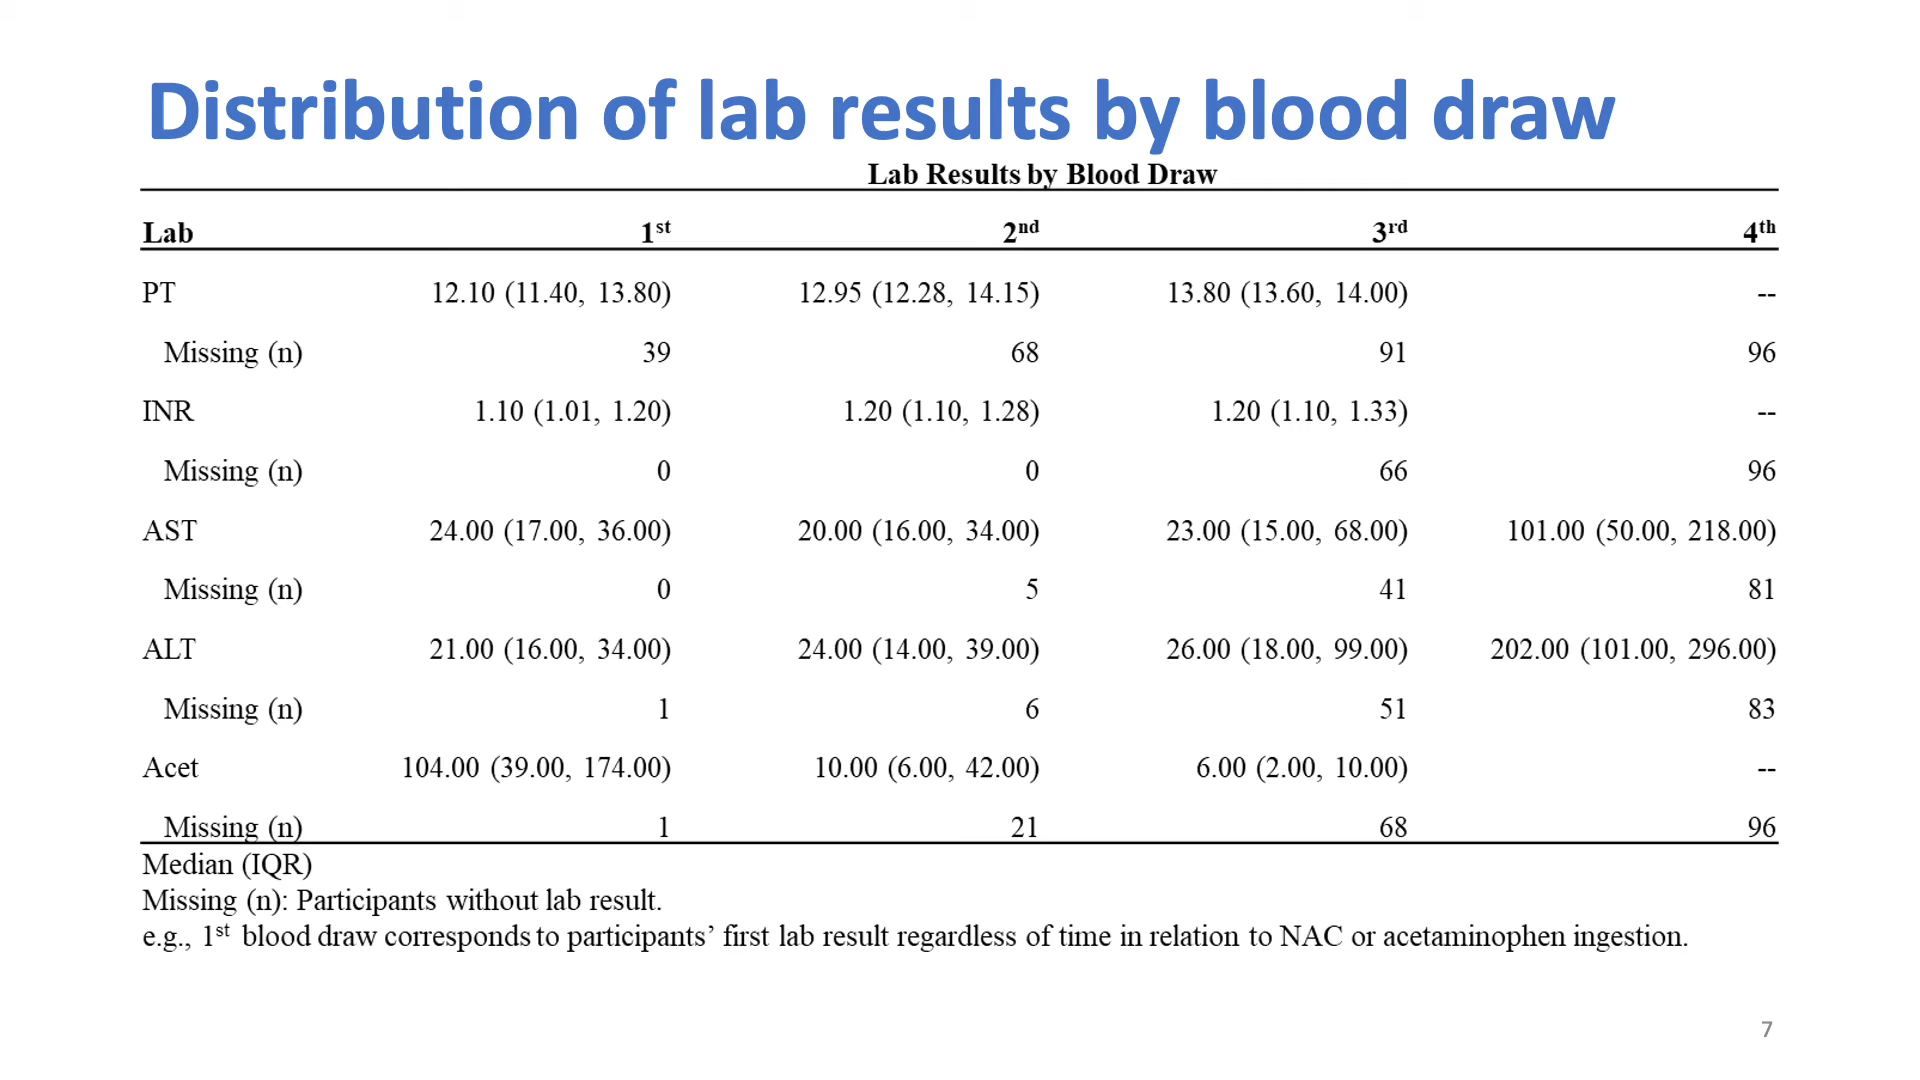 Distribution of lab results by blood draw
Lab Results by Blood Draw
Lab 1st 2nd 3rd 4th
PT 12.10 (11.40, 13.80) 12.95 (12.28, 14.15) 13.80 (13.60, 14.00) --
Missing (n) 39 68 91 96
INR 1.10 (1.01, 1.20) 1.20 (1.10, 1.28) 1.20 (1.10, 1.33) --
Missing (n) 0 0 66 96
AST 24.00 (17.00, 36.00) 20.00 (16.00, 34.00) 23.00 (15.00, 68.00) 101.00 (50.00, 218.00)
Missing (n) 0 5 41 81
ALT 21.00 (16.00, 34.00) 24.00 (14.00, 39.00) 26.00 (18.00, 99.00) 202.00 (101.00, 296.00)
Missing (n) 1 6 51 83
Acet 104.00 (39.00, 174.00) 10.00 (6.00, 42.00) 6.00 (2.00, 10.00) --
Missing (n) 1 21 68 96
Median (IQR)
Missing (n): Participants without lab result.
e.g., 1st blood draw corresponds to participants’ first lab result regardless of time in relation to NAC or acetaminophen ingestion.
7